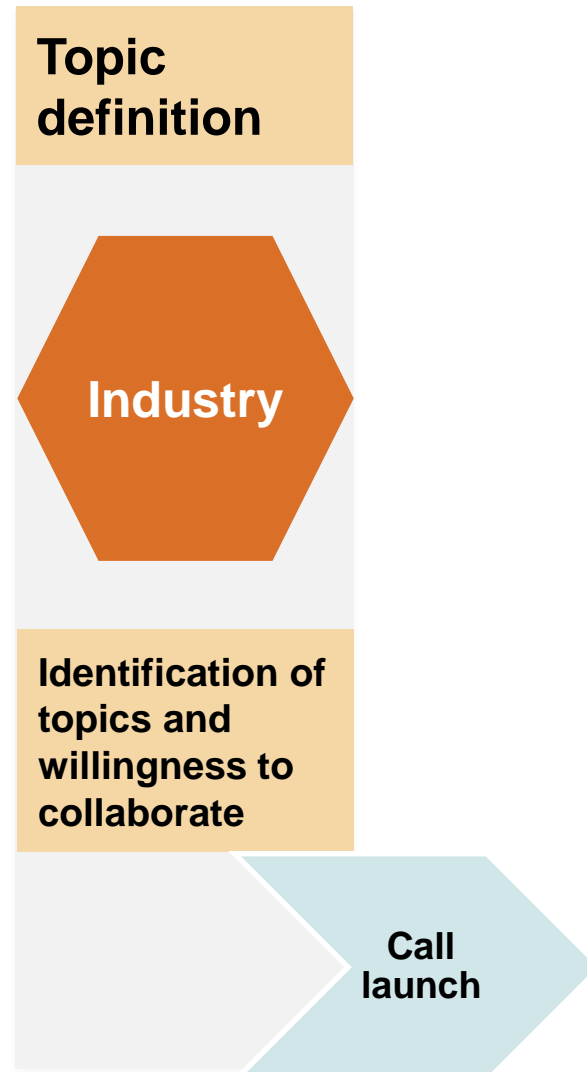 Topic
definition
Industry
Identification of
topics and
willingness to
collaborate
Call
launch